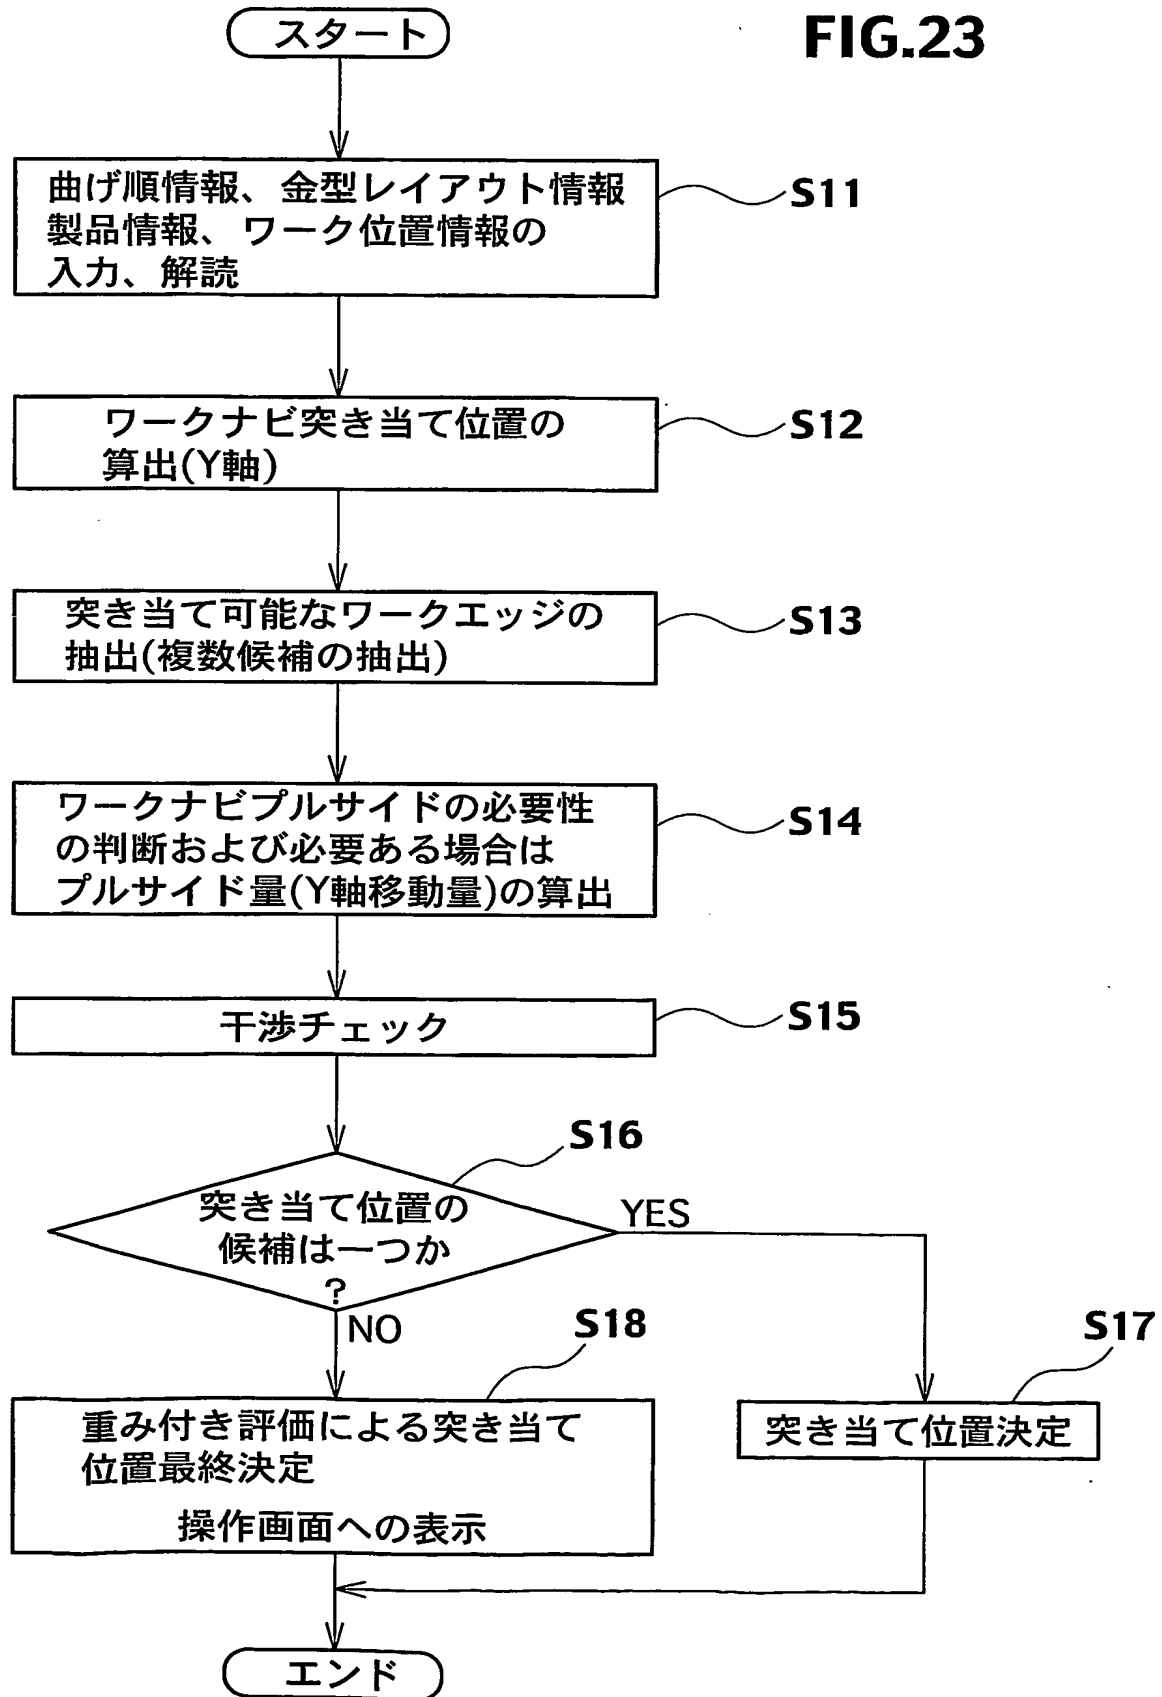 FIG.23
スタート
曲げ順情報、金型レイアウト情報
製品情報、ワーク位置情報の
入力、解読
S11
ワークナビ突き当て位置の
算出(Y軸)
S12
突き当て可能なワークエッジの
抽出(複数候補の抽出)
S13
ワークナビプルサイドの必要性
の判断および必要ある場合は
プルサイド量(Y軸移動量)の算出
S14
干渉チェック
S15
S16
突き当て位置の
候補は一つか
?
YES
NO
S18
S17
重み付き評価による突き当て
位置最終決定
操作画面への表示
突き当て位置決定
エンド